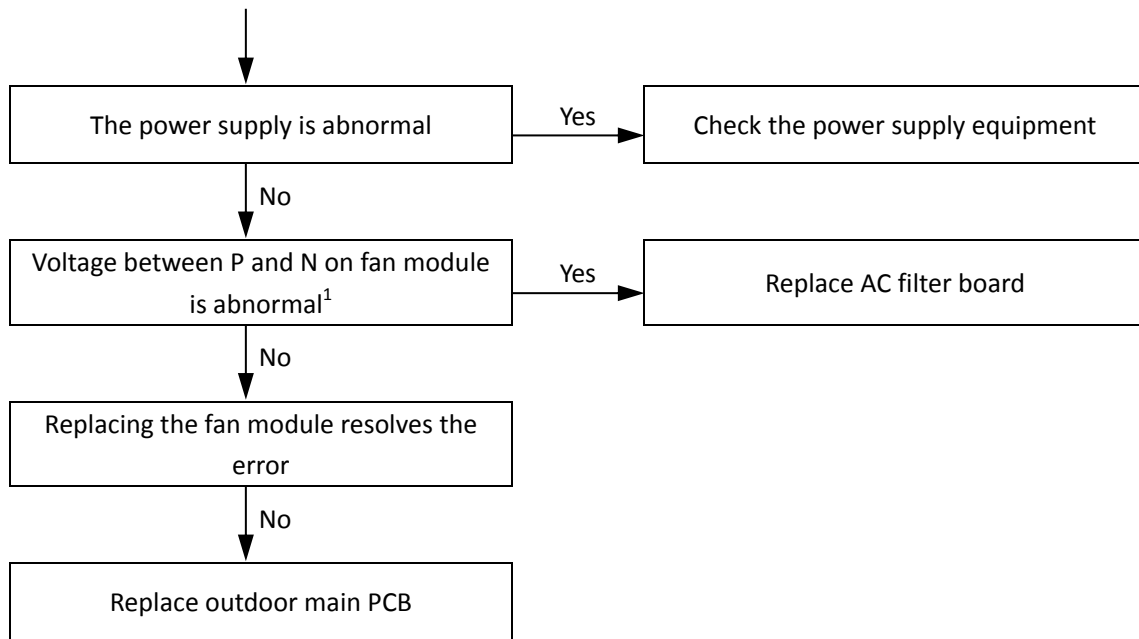 The power supply is abnormal
Yes
Check the power supply equipment
No
Voltage between P and N on fan module
is abnormal¹
Yes
Replace AC filter board
No
Replacing the fan module resolves the
error
No
Replace outdoor main PCB